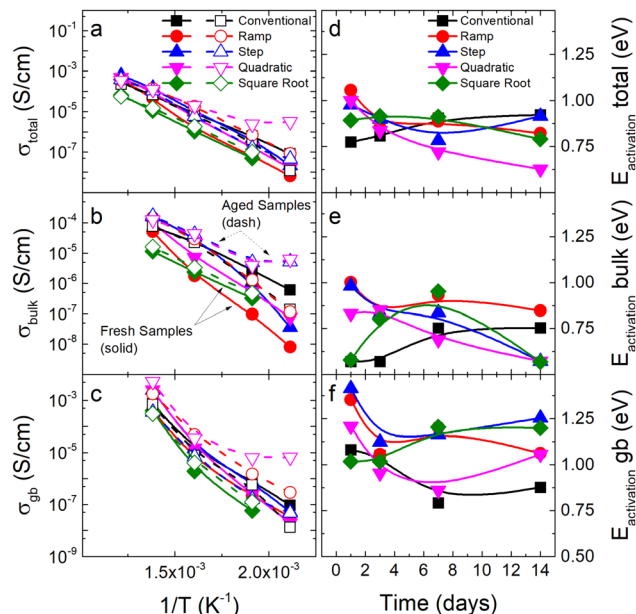 a
Conventional
Ramp
Step
Quadratic
Square Root
10⁻¹
10⁻³
10⁻⁵
10⁻⁷
σtotal (S/cm)
d
Conventional
Ramp
Step
Quadratic
Square Root
1.25
1.00
0.75
Eactivation total (eV)
b
Aged Samples
(dash)
Fresh Samples
(solid)
10⁻⁴
10⁻⁵
10⁻⁶
10⁻⁷
10⁻⁸
σbulk (S/cm)
e
1.25
1.00
0.75
Eactivation bulk (eV)
c
10⁻³
10⁻⁵
10⁻⁷
10⁻⁹
σgb (S/cm)
f
1.25
1.00
0.75
0.50
Eactivation gb (eV)
1.5x10⁻³ 2.0x10⁻³
1/T (K⁻¹)
0 2 4 6 8 10 12 14
Time (days)